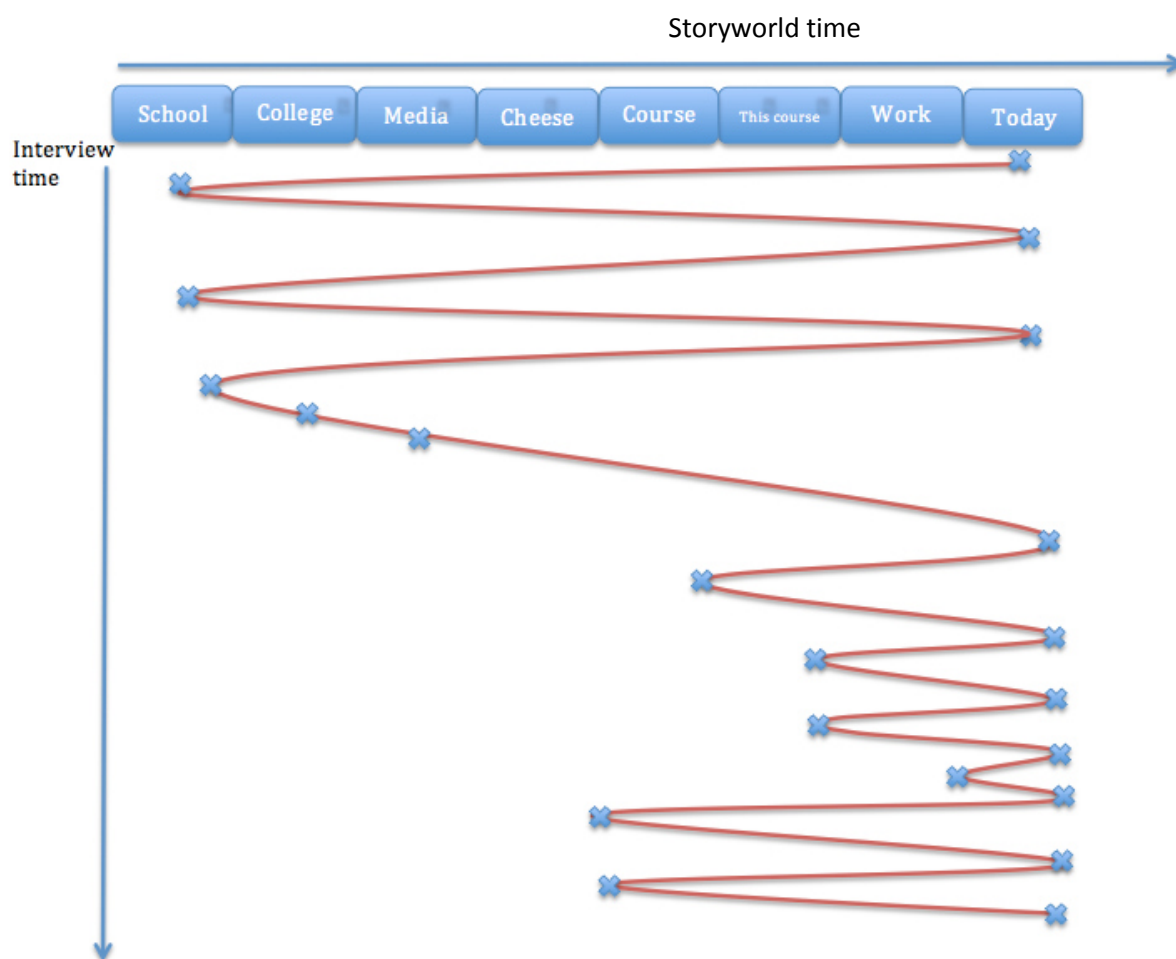 Storyworld time
School
College
Media
Cheese
Course
This course
Work
Today
Interview
time